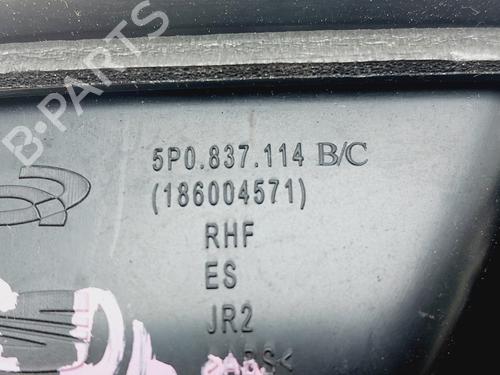 B-PARTS
5P0.837.114 B/C
(186004571)
RHF
ES
JR2